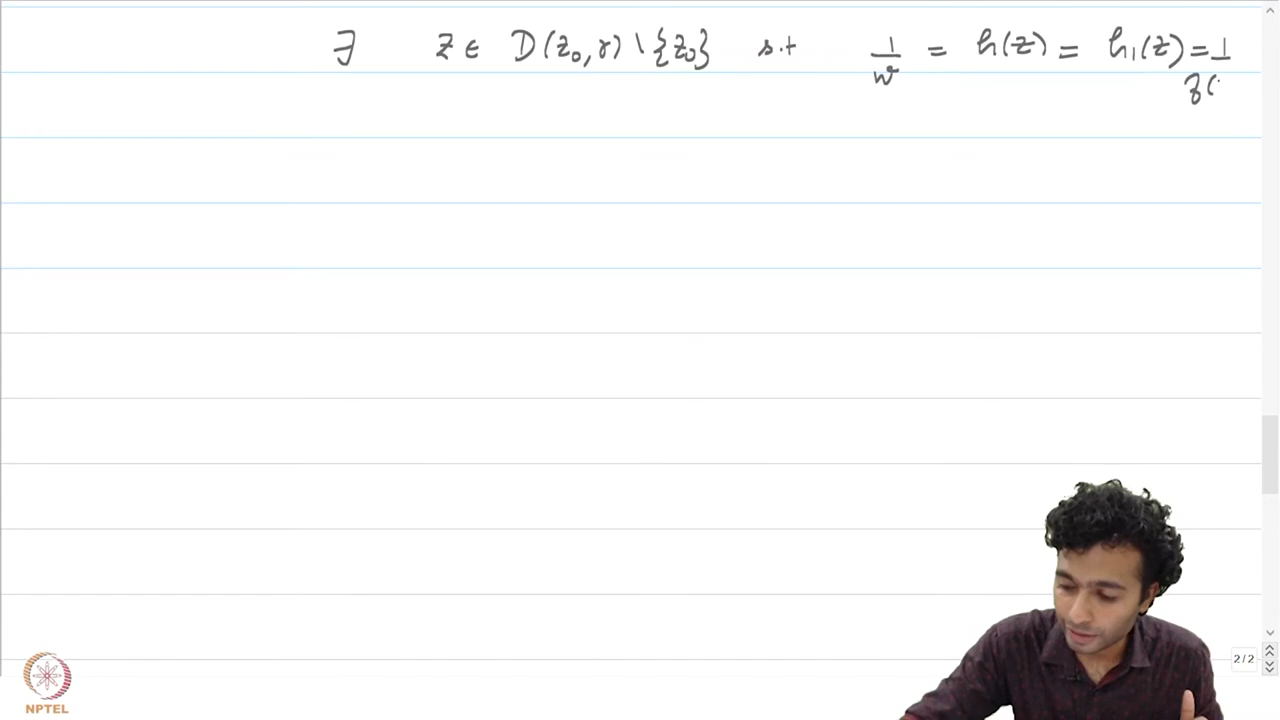 ∃ z ∈ D(z₀, r) \ {z₀} s.t 1/w = h(z) = h₁(z) = 1/g(
2 / 2
NPTEL